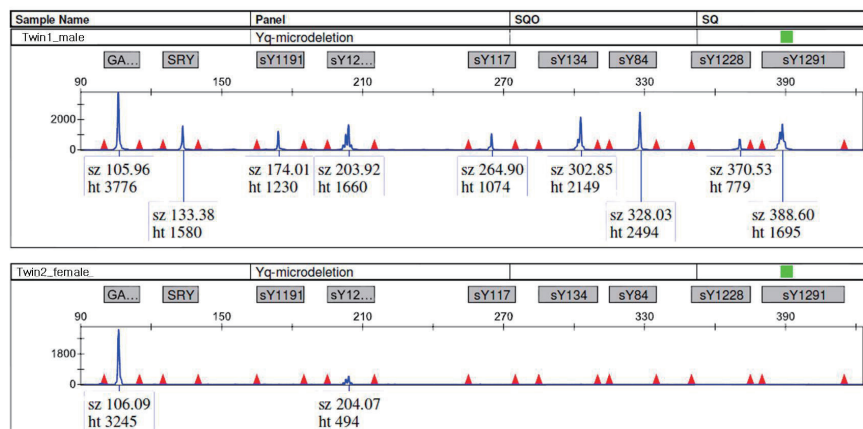 Sample Name Panel SQO SQ
Twin1_male Yq-microdeletion
GA... SRY sY1191 sY12... sY117 sY134 sY84 sY1228 sY1291
90 150 210 270 330 390
2000
0
sz 105.96 sz 174.01 sz 203.92 sz 264.90 sz 302.85 sz 370.53
ht 3776 ht 1230 ht 1660 ht 1074 ht 2149 ht 779
sz 133.38 sz 328.03 sz 388.60
ht 1580 ht 2494 ht 1695
Twin2_female_ Yq-microdeletion
GA... SRY sY1191 sY12... sY117 sY134 sY84 sY1228 sY1291
90 150 210 270 330 390
1800
0
sz 106.09 sz 204.07
ht 3245 ht 494